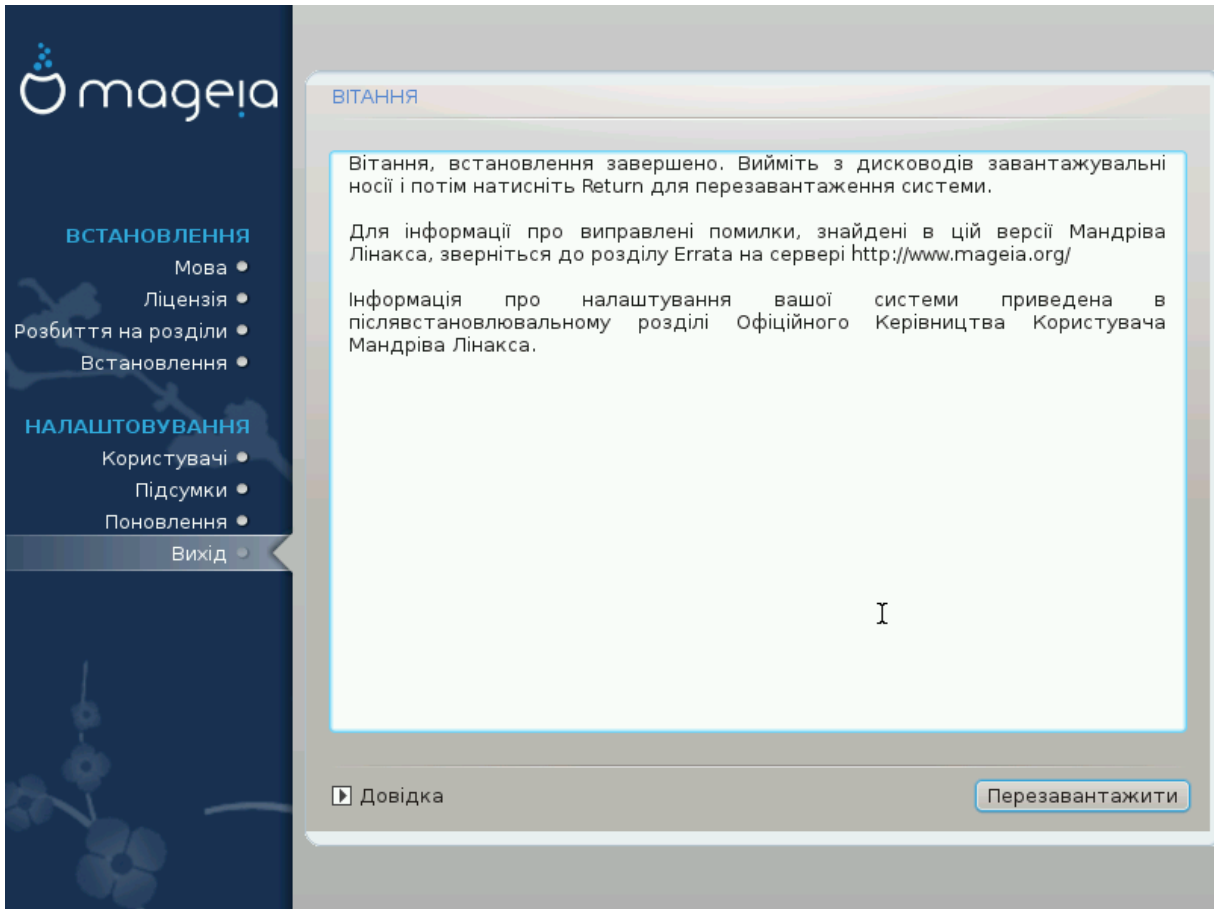 mageia
ВСТАНОВЛЕННЯ
Мова
Ліцензія
Розбиття на розділи
Встановлення
НАЛАШТОВУВАННЯ
Користувачі
Підсумки
Поновлення
Вихід
ВІТАННЯ
Вітання, встановлення завершено. Вийміть з дисководів завантажувальні
носії і потім натисніть Return для перезавантаження системи.
Для інформації про виправлені помилки, знайдені в цій версії Мандріва
Лінакса, зверніться до розділу Errata на сервері http://www.mageia.org/
Інформація про налаштування вашої системи приведена в
післявстановлювальному розділі Офіційного Керівництва Користувача
Мандріва Лінакса.
Довідка
Перезавантажити